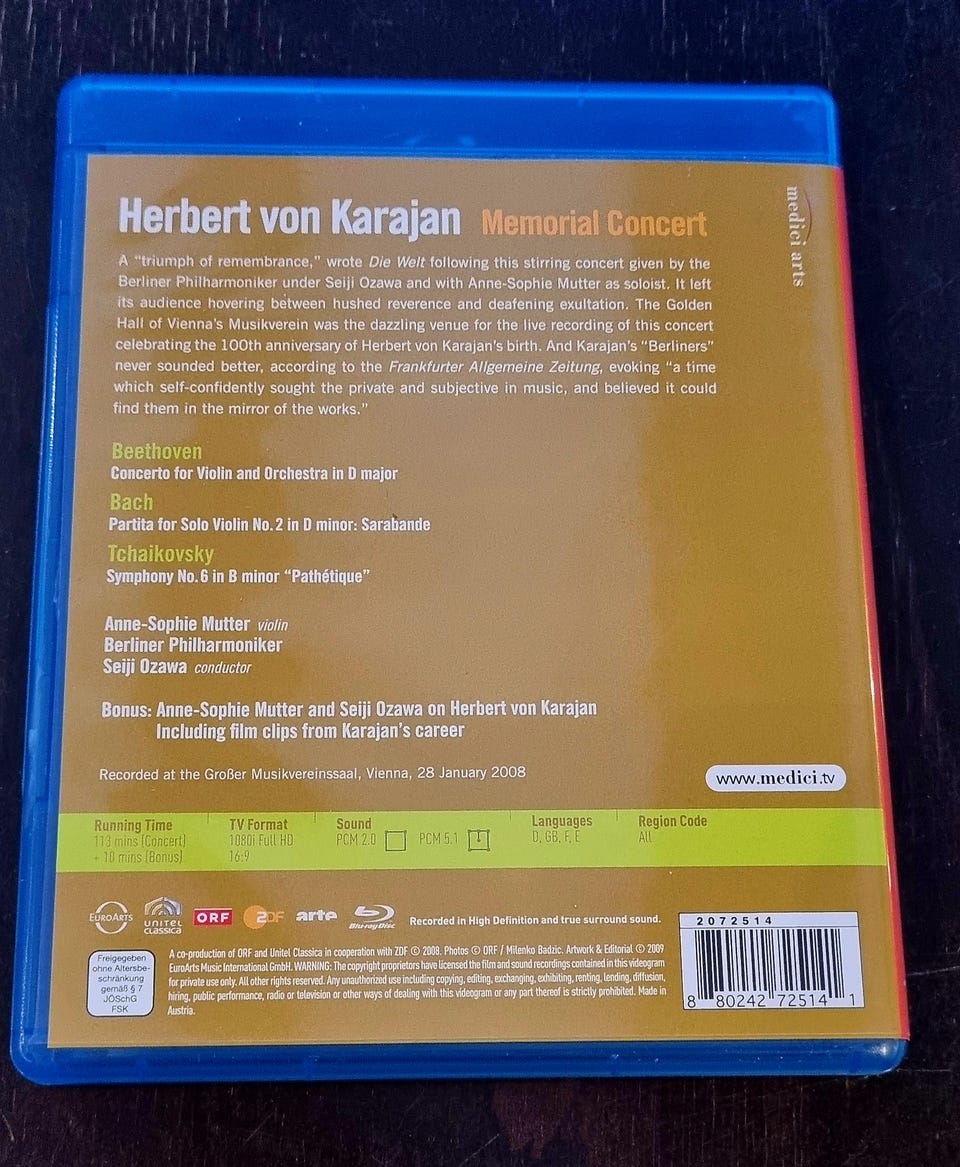 Herbert von Karajan Memorial Concert
medici arts
A “triumph of remembrance,” wrote Die Welt following this stirring concert given by the
Berliner Philharmoniker under Seiji Ozawa and with Anne-Sophie Mutter as soloist. It left
its audience hovering between hushed reverence and deafening exultation. The Golden
Hall of Vienna’s Musikverein was the dazzling venue for the live recording of this concert
celebrating the 100th anniversary of Herbert von Karajan’s birth. And Karajan’s “Berliners”
never sounded better, according to the Frankfurter Allgemeine Zeitung, evoking “a time
which self-confidently sought the private and subjective in music, and believed it could
find them in the mirror of the works.”
Beethoven
Concerto for Violin and Orchestra in D major
Bach
Partita for Solo Violin No. 2 in D minor: Sarabande
Tchaikovsky
Symphony No. 6 in B minor “Pathétique”
Anne-Sophie Mutter violin
Berliner Philharmoniker
Seiji Ozawa conductor
Bonus: Anne-Sophie Mutter and Seiji Ozawa on Herbert von Karajan
Including film clips from Karajan’s career
Recorded at the Großer Musikvereinssaal, Vienna, 28 January 2008
www.medici.tv
Running Time
113 mins (Concert)
+ 10 mins (Bonus)
TV Format
1080i Full HD
16:9
Sound
PCM 2.0 PCM 5.1
Languages
D, GB, F, E
Region Code
All
EUROARTS
UNITEL
CLASSICA
ORF
ZDF
arte
Blu-ray Disc
Recorded in High Definition and true surround sound.
Freigegeben
ohne Altersbe-
schränkung
gemäß § 7
JÖSchG
FSK
A co-production of ORF and Unitel Classica in cooperation with ZDF © 2008. Photos © ORF / Milenko Badzic. Artwork & Editorial © 2009
EuroArts Music International GmbH. WARNING: The copyright proprietors have licensed the film and sound recordings contained in this videogram
for private use only. All other rights reserved. Any unauthorized use including copying, editing, exchanging, exhibiting, renting, lending, diffusion,
hiring, public performance, radio or television or other ways of dealing with this videogram or any part thereof is strictly prohibited. Made in
Austria.
2072514
8 80242 72514 1